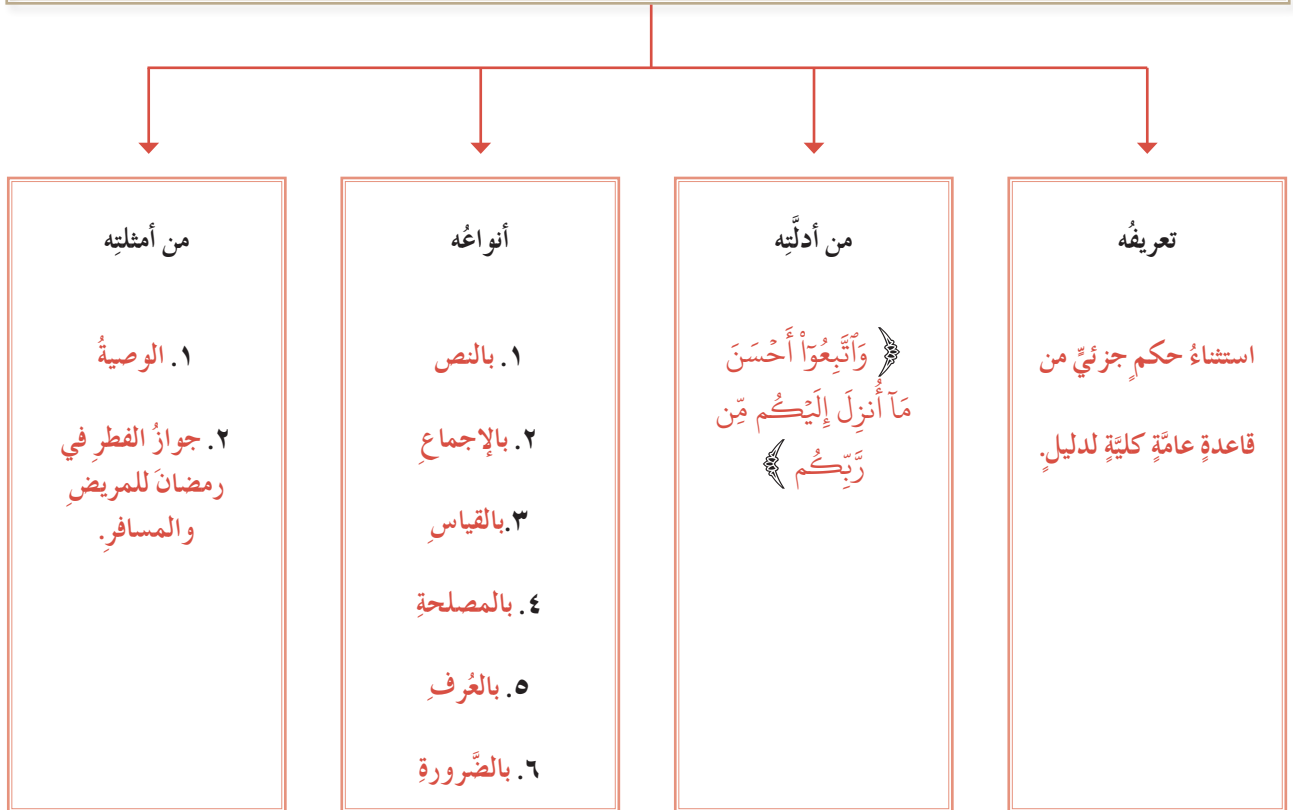 تعريفُه
استثناءُ حكمٍ جزئيٍّ من
قاعدةٍ عامَّةٍ كليَّةٍ لدليلٍ.
من أدلَّتِه
﴿ وَٱتَّبِعُوٓاْ أَحۡسَنَ
مَآ أُنزِلَ إِلَيۡكُم مِّن
رَّبِّكُم ﴾
أنواعُه
١. بالنص
٢. بالإجماعِ
٣.بالقياسِ
٤. بالمصلحةِ
٥. بالعُرفِ
٦. بالضَّرورةِ
من أمثلتِه
١. الوصيةُ
٢. جوازُ الفطرِ في
رمضانَ للمريضِ
والمسافرِ.